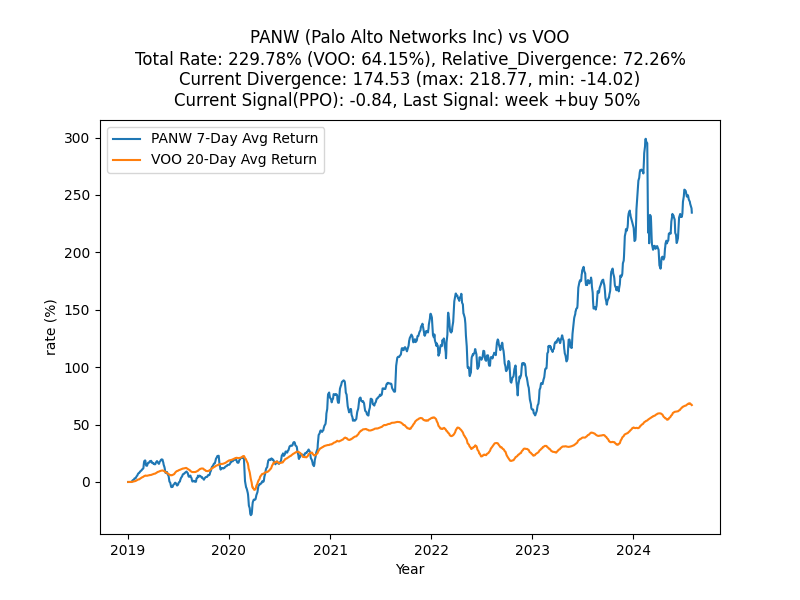 PANW (Palo Alto Networks Inc) vs VOO
Total Rate: 229.78% (VOO: 64.15%), Relative_Divergence: 72.26%
Current Divergence: 174.53 (max: 218.77, min: -14.02)
Current Signal(PPO): -0.84, Last Signal: week +buy 50%
PANW 7-Day Avg Return
VOO 20-Day Avg Return
300
250
200
150
100
50
0
rate (%)
2019 2020 2021 2022 2023 2024
Year